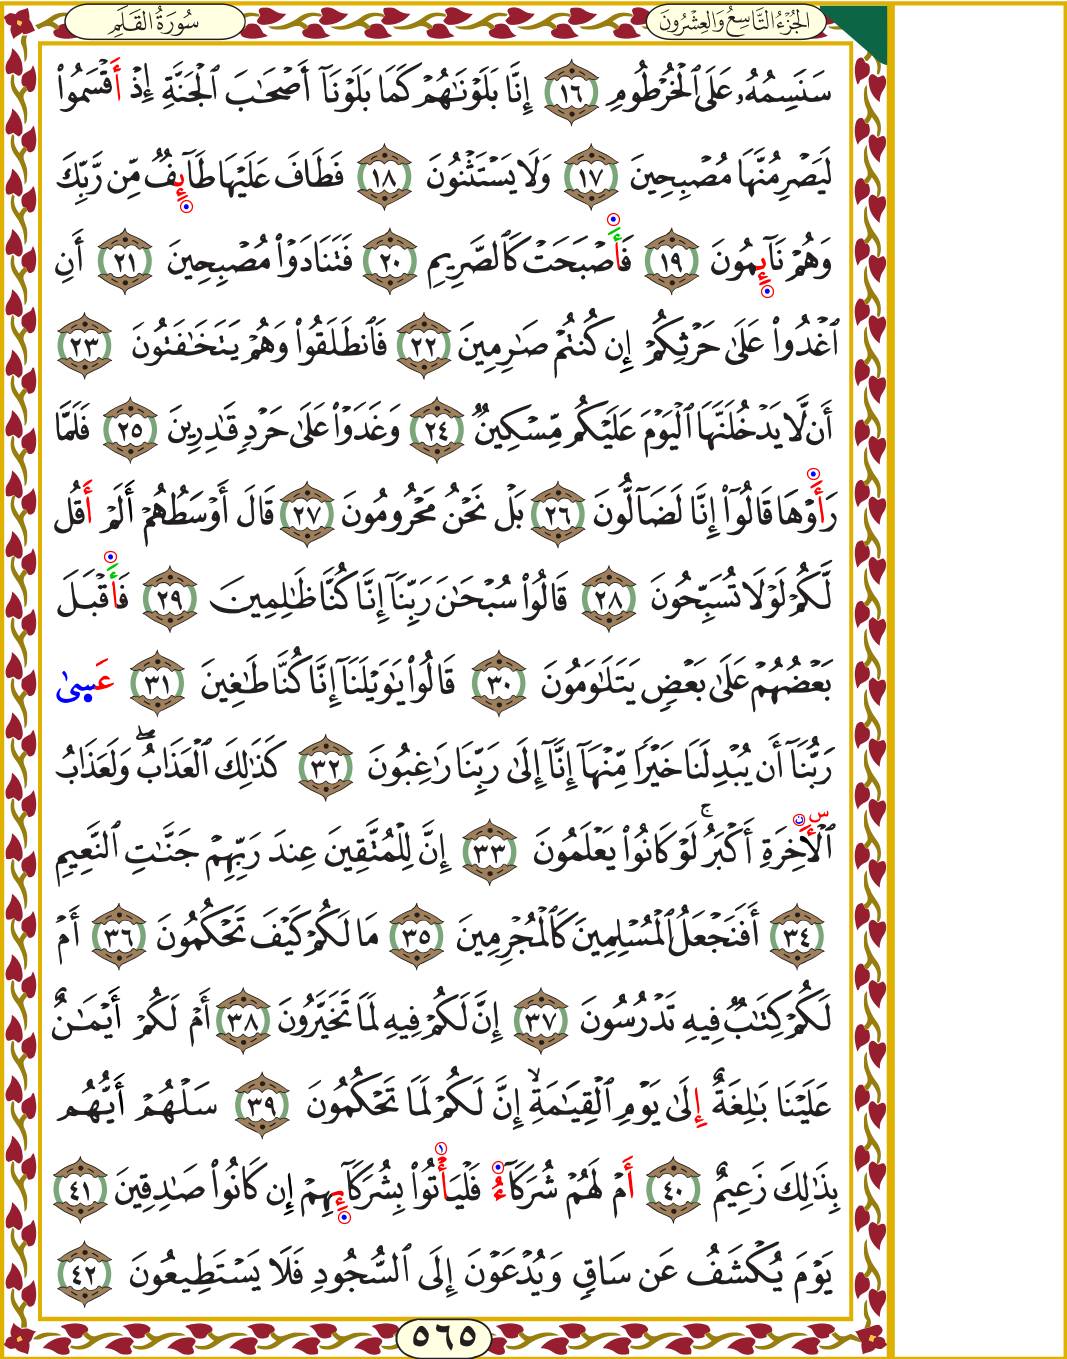 الجُزْءُ التَّاسِعُ وَالعِشْرُونَ
سُورَةُ القَلَمِ
سَنَسِمُهُۥ عَلَى ٱلْخُرْطُومِ ١٦ إِنَّا بَلَوْنَٰهُمْ كَمَا بَلَوْنَآ أَصْحَٰبَ ٱلْجَنَّةِ إِذْ أَقْسَمُوا۟
لَيَصْرِمُنَّهَا مُصْبِحِينَ ١٧ وَلَا يَسْتَثْنُونَ ١٨ فَطَافَ عَلَيْهَا طَآئِفٌ مِّن رَّبِّكَ
وَهُمْ نَآئِمُونَ ١٩ فَأَصْبَحَتْ كَٱلصَّرِيمِ ٢٠ فَتَنَادَوْا۟ مُصْبِحِينَ ٢١ أَنِ
ٱغْدُوا۟ عَلَىٰ حَرْثِكُمْ إِن كُنتُمْ صَٰرِمِينَ ٢٢ فَٱنطَلَقُوا۟ وَهُمْ يَتَخَٰفَتُونَ ٢٣
أَن لَّا يَدْخُلَنَّهَا ٱلْيَوْمَ عَلَيْكُم مِّسْكِينٌ ٢٤ وَغَدَوْا۟ عَلَىٰ حَرْدٍ قَٰدِرِينَ ٢٥ فَلَمَّا
رَأَوْهَا قَالُوٓا۟ إِنَّا لَضَآلُّونَ ٢٦ بَلْ نَحْنُ مَحْرُومُونَ ٢٧ قَالَ أَوْسَطُهُمْ أَلَمْ أَقُل
لَّكُمْ لَوْلَا تُسَبِّحُونَ ٢٨ قَالُوا۟ سُبْحَٰنَ رَبِّنَآ إِنَّا كُنَّا ظَٰلِمِينَ ٢٩ فَأَقْبَلَ
بَعْضُهُمْ عَلَىٰ بَعْضٍ يَتَلَٰوَمُونَ ٣٠ قَالُوا۟ يَٰوَيْلَنَآ إِنَّا كُنَّا طَٰغِينَ ٣١ عَسٜىٰ
رَبُّنَآ أَن يُبْدِلَنَا خَيْرًا مِّنْهَآ إِنَّآ إِلَىٰ رَبِّنَا رَٰغِبُونَ ٣٢ كَذَٰلِكَ ٱلْعَذَابُ ۖ وَلَعَذَابُ
ٱلْأَٓخِرَةِ أَكْبَرُ ۚ لَوْ كَانُوا۟ يَعْلَمُونَ ٣٣ إِنَّ لِلْمُتَّقِينَ عِندَ رَبِّهِمْ جَنَّٰتِ ٱلنَّعِيمِ
٣٤ أَفَنَجْعَلُ ٱلْمُسْلِمِينَ كَٱلْمُجْرِمِينَ ٣٥ مَا لَكُمْ كَيْفَ تَحْكُمُونَ ٣٦ أَمْ
لَكُمْ كِتَٰبٌ فِيهِ تَدْرُسُونَ ٣٧ إِنَّ لَكُمْ فِيهِ لَمَا تَخَيَّرُونَ ٣٨ أَمْ لَكُمْ أَيْمَٰنٌ
عَلَيْنَا بَٰلِغَةٌ إِلَىٰ يَوْمِ ٱلْقِيَٰمَةِ ۙ إِنَّ لَكُمْ لَمَا تَحْكُمُونَ ٣٩ سَلْهُمْ أَيُّهُم
بِذَٰلِكَ زَعِيمٌ ٤٠ أَمْ لَهُمْ شُرَكَآءُ فَلْيَأْتُوا۟ بِشُرَكَآئِهِمْ إِن كَانُوا۟ صَٰدِقِينَ ٤١
يَوْمَ يُكْشَفُ عَن سَاقٍ وَيُدْعَوْنَ إِلَى ٱلسُّجُودِ فَلَا يَسْتَطِيعُونَ ٤٢
٥٦٥